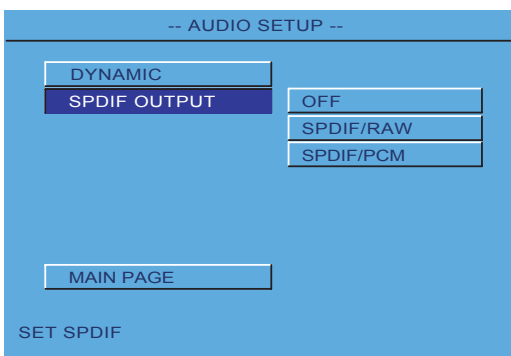 -- AUDIO SETUP --
DYNAMIC
SPDIF OUTPUT
OFF
SPDIF/RAW
SPDIF/PCM
MAIN PAGE
SET SPDIF